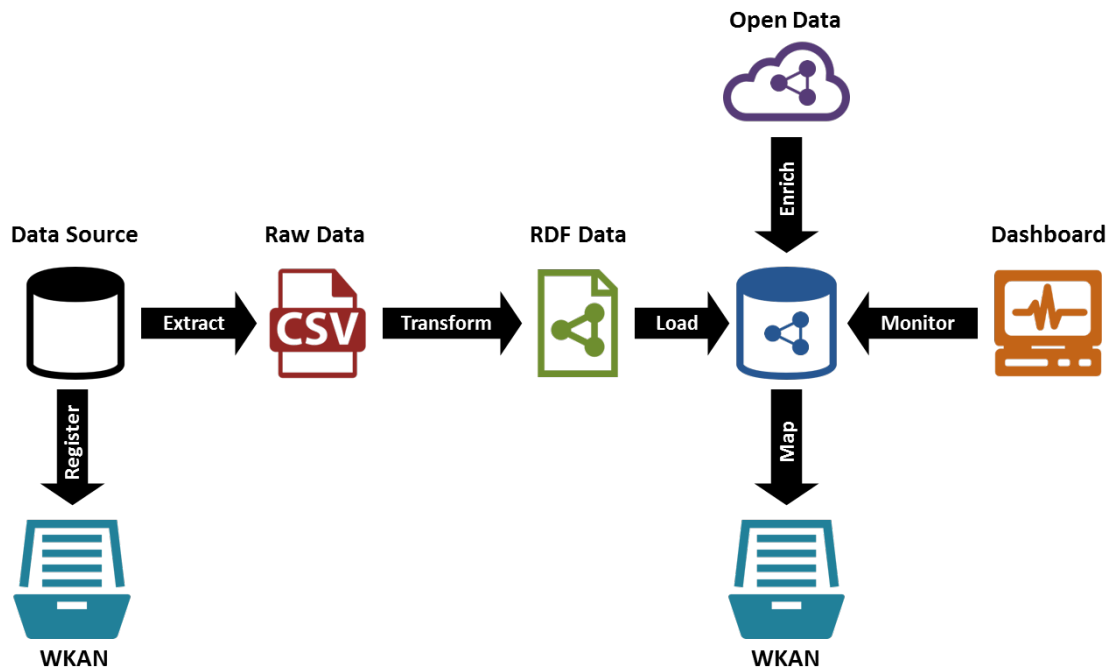 Open Data
Enrich
Data Source
Raw Data
RDF Data
Dashboard
Extract
CSV
Transform
Load
Monitor
Register
Map
WKAN
WKAN